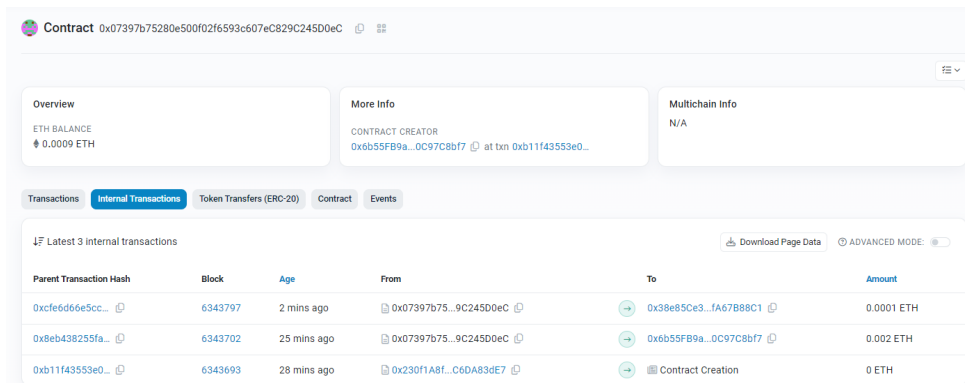 Contract 0x07397b75280e500f02f6593c607eC829C245D0eC
Overview
ETH BALANCE
0.0009 ETH
More Info
CONTRACT CREATOR
0x6b55FB9a...0C97C8bf7 at txn 0xb11f43553e0...
Multichain Info
N/A
Transactions Internal Transactions Token Transfers (ERC-20) Contract Events
Latest 3 internal transactions Download Page Data ADVANCED MODE:
Parent Transaction Hash Block Age From To Amount
0xcfe6d66e5cc... 6343797 2 mins ago 0x07397b75...9C245D0eC 0x38e85Ce3...fA67B88C1 0.0001 ETH
0x8eb438255fa... 6343702 25 mins ago 0x07397b75...9C245D0eC 0x6b55FB9a...0C97C8bf7 0.002 ETH
0xb11f43553e0... 6343693 28 mins ago 0x230f1A8f...C6DA83dE7 Contract Creation 0 ETH